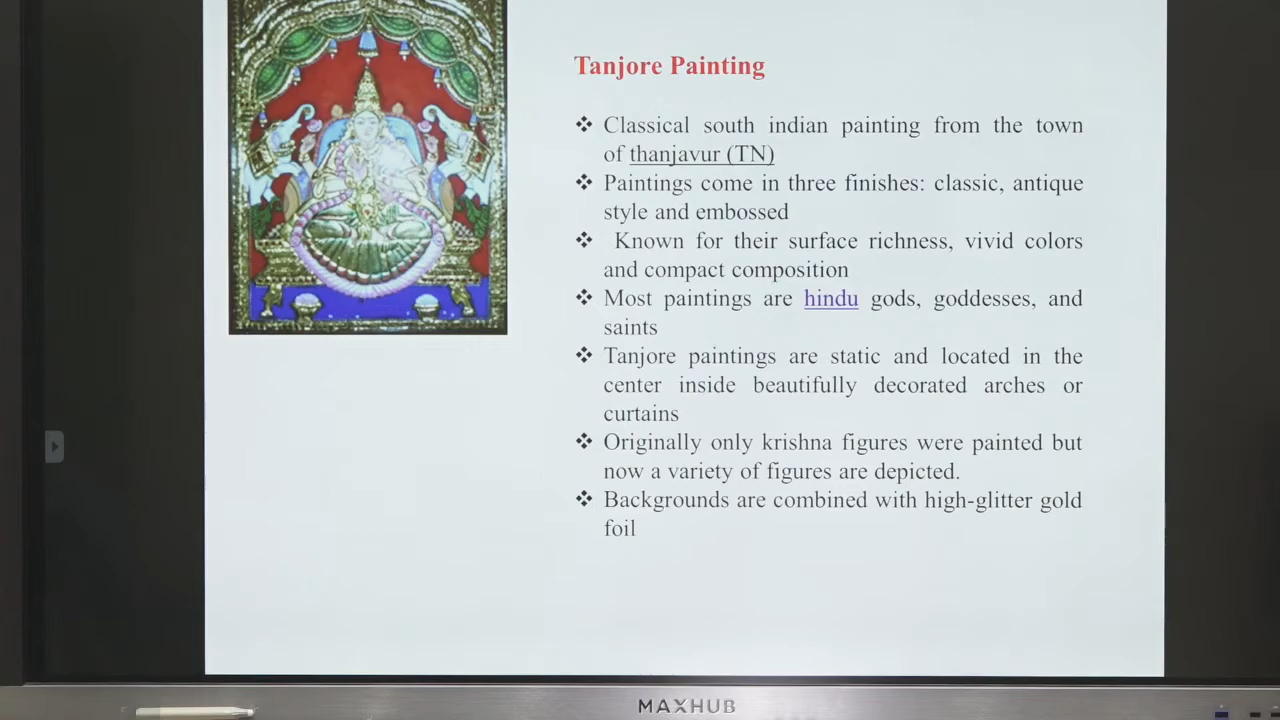 Tanjore Painting
❖ Classical south indian painting from the town
of thanjavur (TN)
❖ Paintings come in three finishes: classic, antique
style and embossed
❖ Known for their surface richness, vivid colors
and compact composition
❖ Most paintings are hindu gods, goddesses, and
saints
❖ Tanjore paintings are static and located in the
center inside beautifully decorated arches or
curtains
❖ Originally only krishna figures were painted but
now a variety of figures are depicted.
❖ Backgrounds are combined with high-glitter gold
foil
MAXHUB